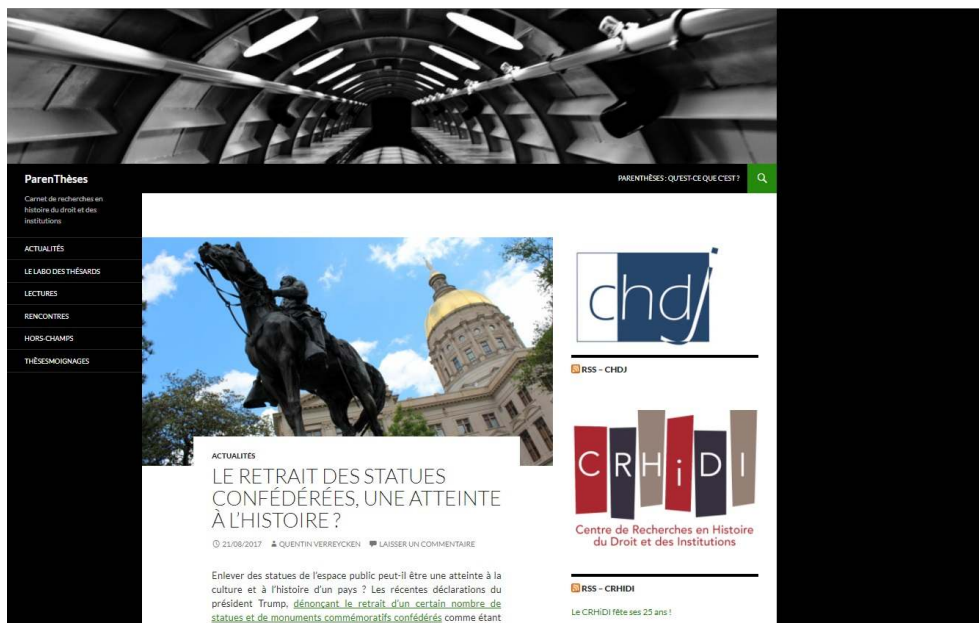 ParenThèses
PARENTHÈSES : QU'EST-CE QUE C'EST ?
Carnet de recherches en
histoire du droit et des
institutions
ACTUALITÉS
LE LABO DES THÉSARDS
LECTURES
RENCONTRES
HORS-CHAMPS
THÈSESMOIGNAGES
ACTUALITÉS
LE RETRAIT DES STATUES
CONFÉDÉRÉES, UNE ATTEINTE
À L'HISTOIRE ?
21/08/2017 QUENTIN VERREYCKEN LAISSER UN COMMENTAIRE
Enlever des statues de l'espace public peut-il être une atteinte à la
culture et à l'histoire d'un pays ? Les récentes déclarations du
président Trump, dénonçant le retrait d'un certain nombre de
statues et de monuments commémoratifs confédérés comme étant
chdj
RSS – CHDJ
CRHiDI
Centre de Recherches en Histoire
du Droit et des Institutions
RSS – CRHIDI
Le CRHiDI fête ses 25 ans !